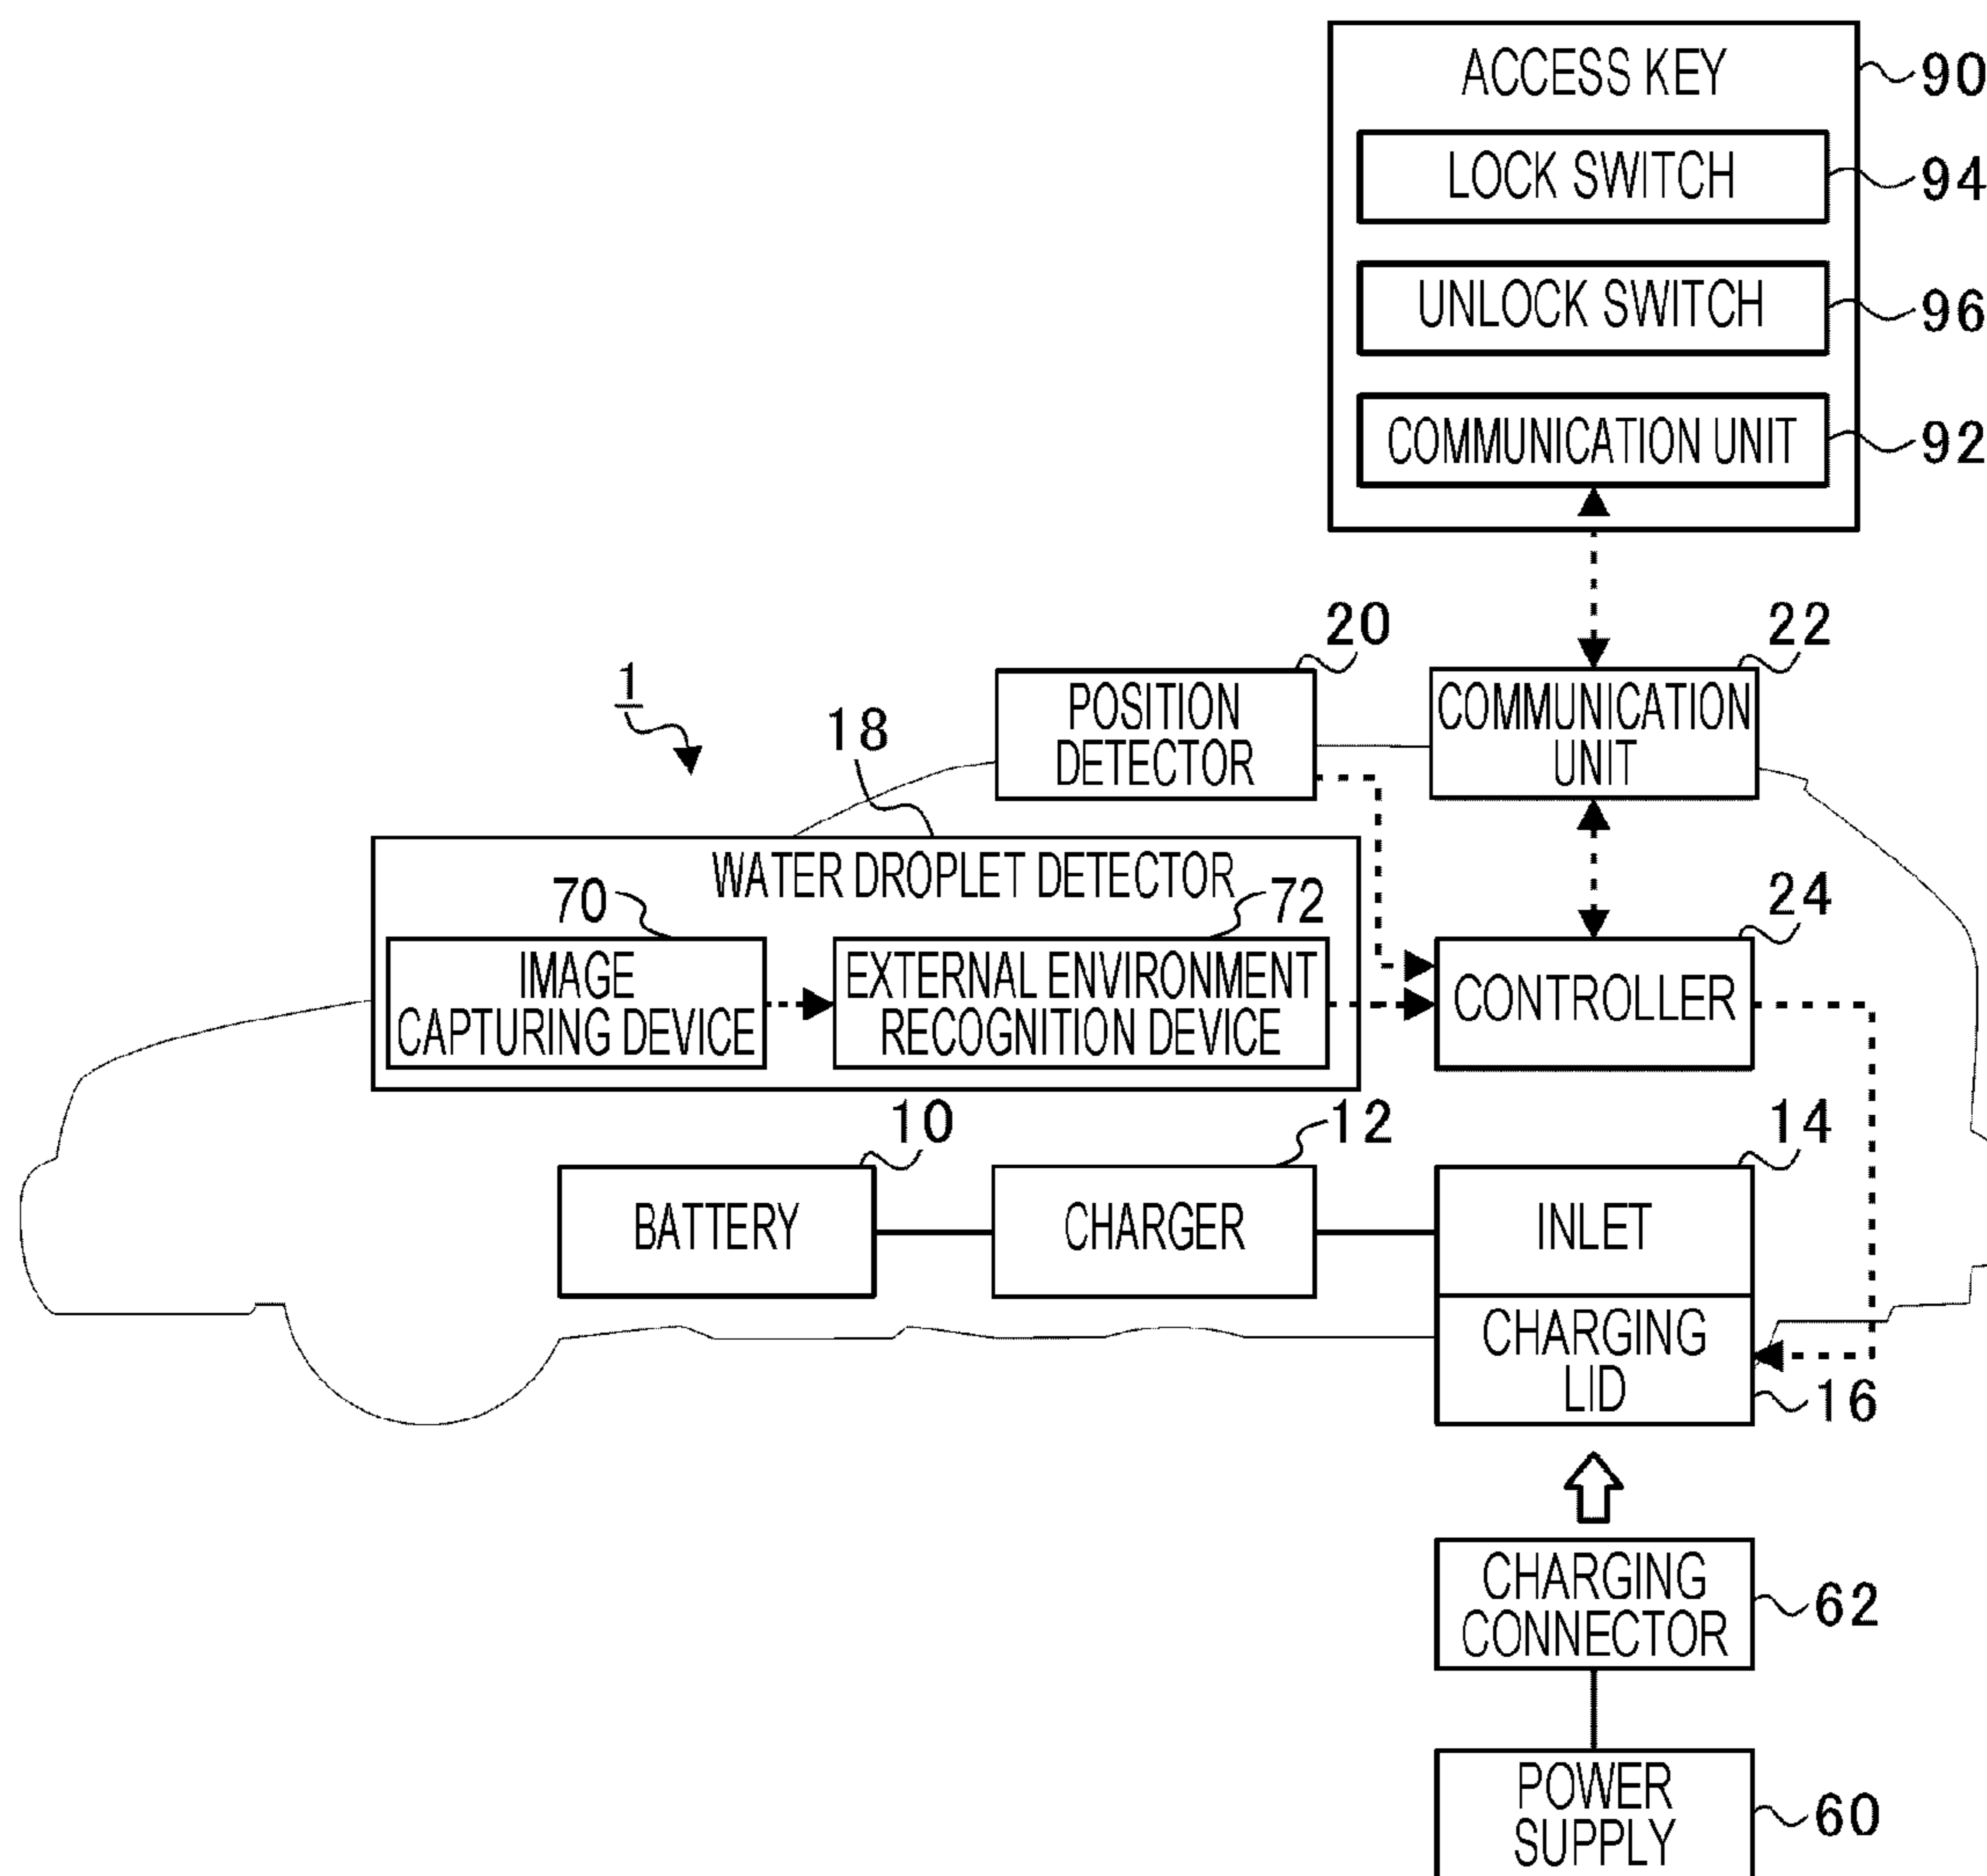 ACCESS KEY
90
LOCK SWITCH
94
UNLOCK SWITCH
96
COMMUNICATION UNIT
92
20
22
1
18
POSITION
DETECTOR
COMMUNICATION
UNIT
WATER DROPLET DETECTOR
70
72
24
IMAGE
CAPTURING DEVICE
EXTERNAL ENVIRONMENT
RECOGNITION DEVICE
CONTROLLER
10
12
14
BATTERY
CHARGER
INLET
CHARGING
LID
16
CHARGING
CONNECTOR
62
POWER
SUPPLY
60